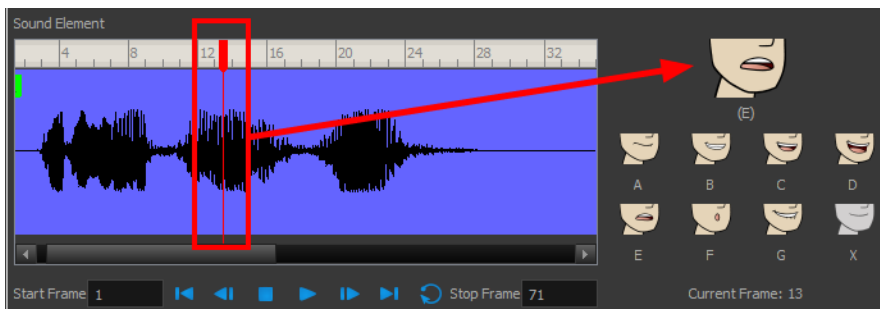 Sound Element
4 8 12 16 20 24 28 32
(E)
A B C D
E F G X
Start Frame 1 Stop Frame 71 Current Frame: 13